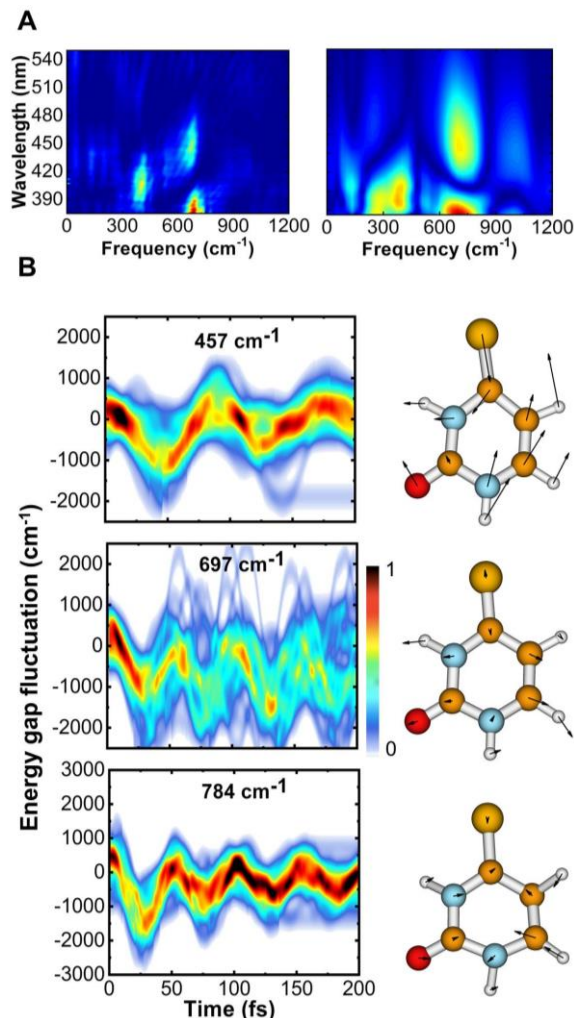 A
Wavelength (nm)
540
510
480
450
420
390
0 300 600 900 1200
Frequency (cm-1)
0 300 600 900 1200
Frequency (cm-1)
B
Energy gap fluctuation (cm-1)
457 cm-1
2000
1000
0
-1000
-2000
697 cm-1
2000
1000
0
-1000
-2000
1
0
784 cm-1
3000
2000
1000
0
-1000
-2000
-3000
0 50 100 150 200
Time (fs)